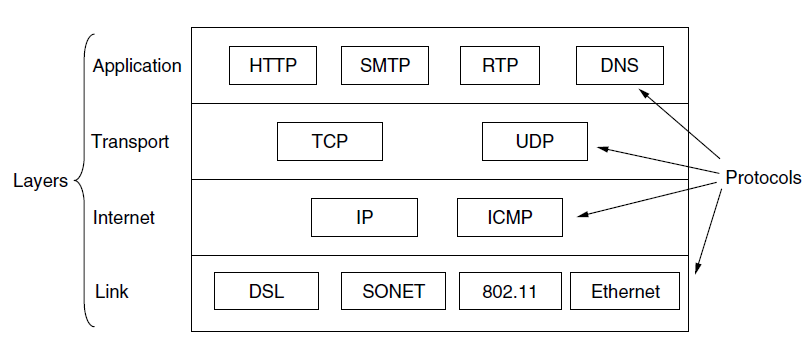 Application HTTP SMTP RTP DNS
Transport TCP UDP
Layers Protocols
Internet IP ICMP
Link DSL SONET 802.11 Ethernet